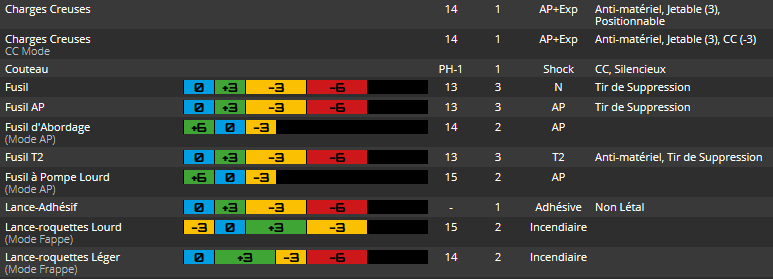 Charges Creuses 14 1 AP+Exp Anti-matériel, Jetable (3),
Positionnable
Charges Creuses 14 1 AP+Exp Anti-matériel, Jetable (3), CC (-3)
CC Mode
Couteau PH-1 1 Shock CC, Silencieux
Fusil 0 +3 -3 -6 13 3 N Tir de Suppression
Fusil AP 0 +3 -3 -6 13 3 AP Tir de Suppression
Fusil d'Abordage +6 0 -3 14 2 AP
(Mode AP)
Fusil T2 0 +3 -3 -6 13 3 T2 Anti-matériel, Tir de Suppression
Fusil à Pompe Lourd +6 0 -3 15 2 AP
(Mode AP)
Lance-Adhésif 0 +3 -3 -6 - 1 Adhésive Non Létal
Lance-roquettes Lourd -3 0 +3 -3 15 2 Incendiaire
(Mode Fappe)
Lance-roquettes Léger 0 +3 -3 -6 14 2 Incendiaire
(Mode Frappe)